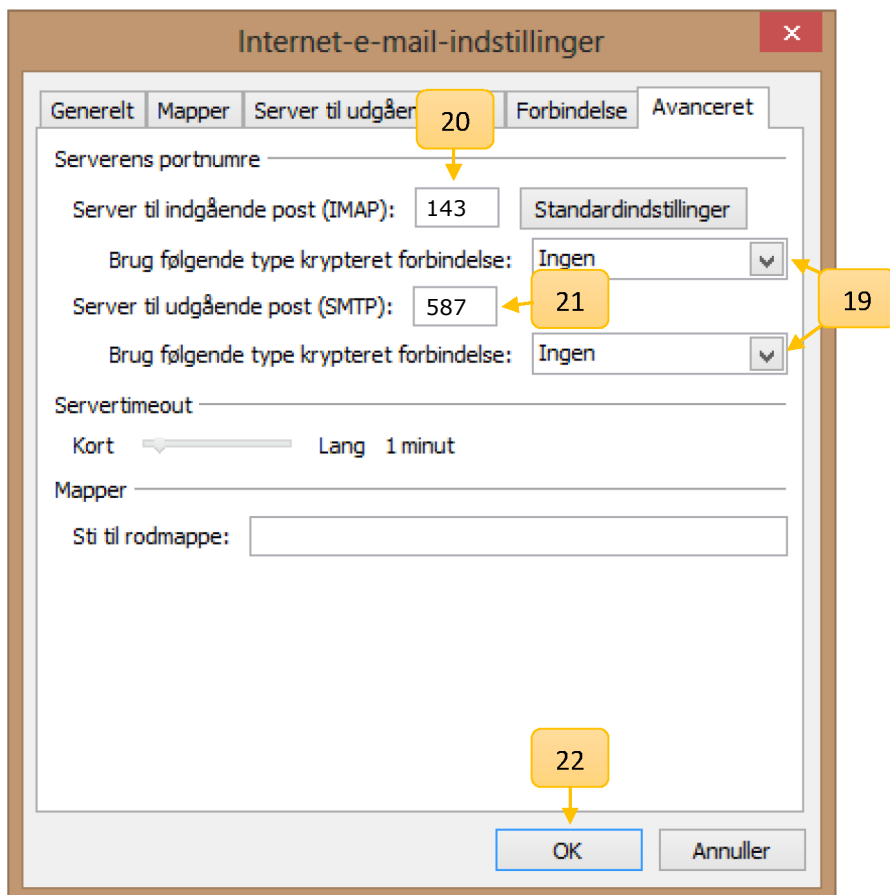 Internet-e-mail-indstillinger
Generelt Mapper Server til udgåen Forbindelse Avanceret
20
Serverens portnumre
Server til indgående post (IMAP): 143 Standardindstillinger
Brug følgende type krypteret forbindelse: Ingen
Server til udgående post (SMTP): 587 21 19
Brug følgende type krypteret forbindelse: Ingen
Servertimeout
Kort Lang 1 minut
Mapper
Sti til rodmappe:
22
OK Annuller